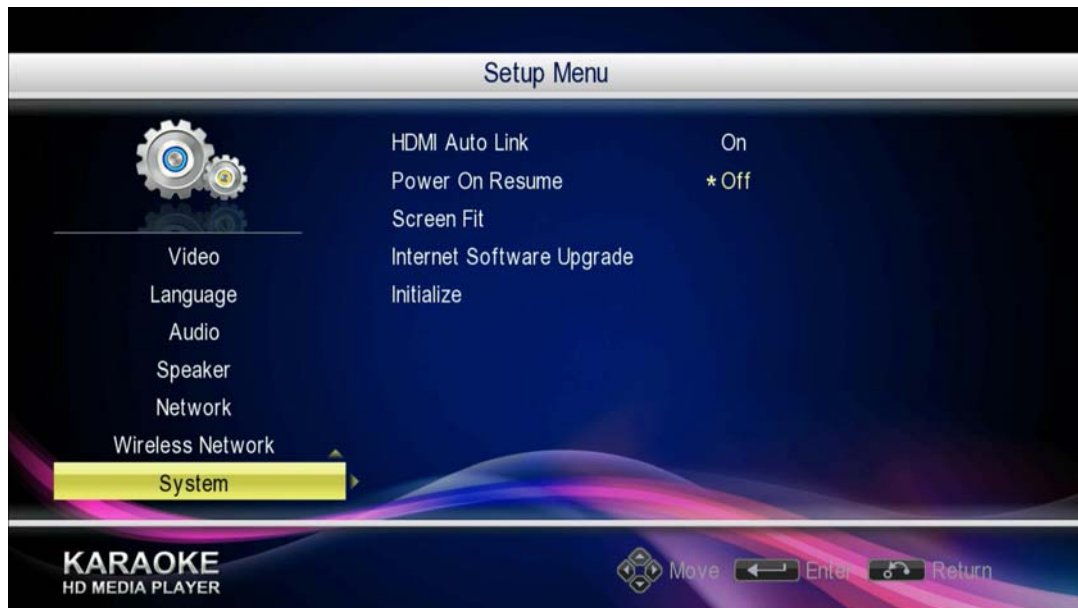 Setup Menu
HDMI Auto Link On
Power On Resume * Off
Screen Fit
Internet Software Upgrade
Initialize
Video
Language
Audio
Speaker
Network
Wireless Network
System
KARAOKE
HD MEDIA PLAYER
Move Enter Return